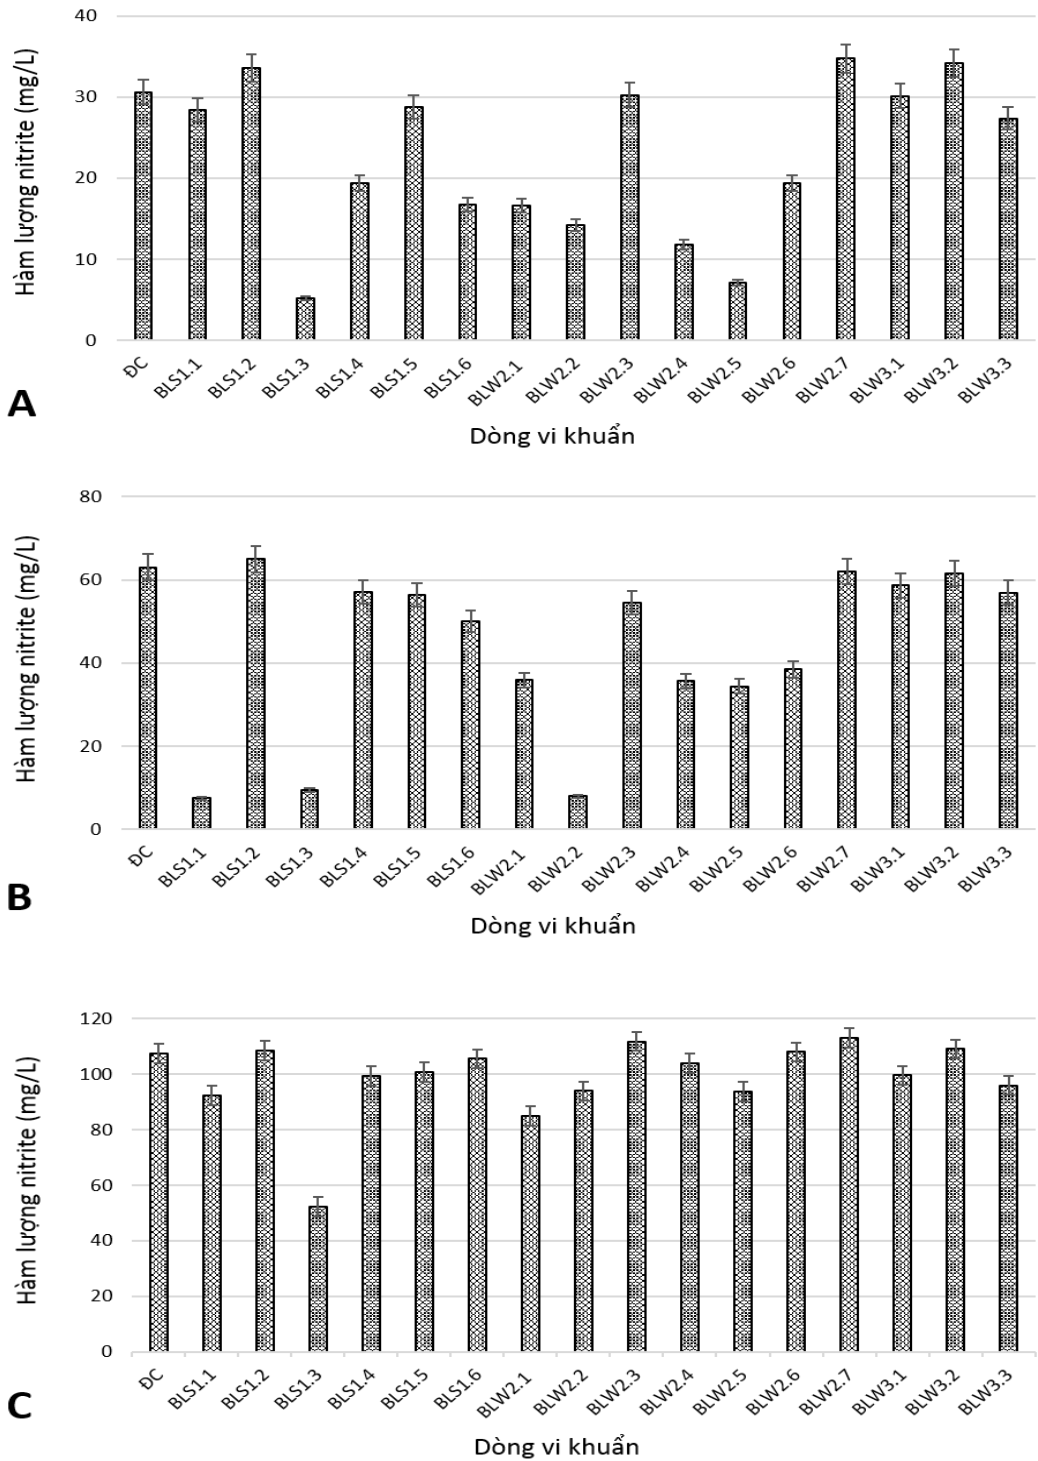 40
30
20
10
0
Hàm lượng nitrite (mg/L)
ĐC BLS1.1 BLS1.2 BLS1.3 BLS1.4 BLS1.5 BLS1.6 BLW2.1 BLW2.2 BLW2.3 BLW2.4 BLW2.5 BLW2.6 BLW2.7 BLW3.1 BLW3.2 BLW3.3
A
Dòng vi khuẩn
80
60
40
20
0
Hàm lượng nitrite (mg/L)
ĐC BLS1.1 BLS1.2 BLS1.3 BLS1.4 BLS1.5 BLS1.6 BLW2.1 BLW2.2 BLW2.3 BLW2.4 BLW2.5 BLW2.6 BLW2.7 BLW3.1 BLW3.2 BLW3.3
B
Dòng vi khuẩn
120
100
80
60
40
20
0
Hàm lượng nitrite (mg/L)
ĐC BLS1.1 BLS1.2 BLS1.3 BLS1.4 BLS1.5 BLS1.6 BLW2.1 BLW2.2 BLW2.3 BLW2.4 BLW2.5 BLW2.6 BLW2.7 BLW3.1 BLW3.2 BLW3.3
C
Dòng vi khuẩn